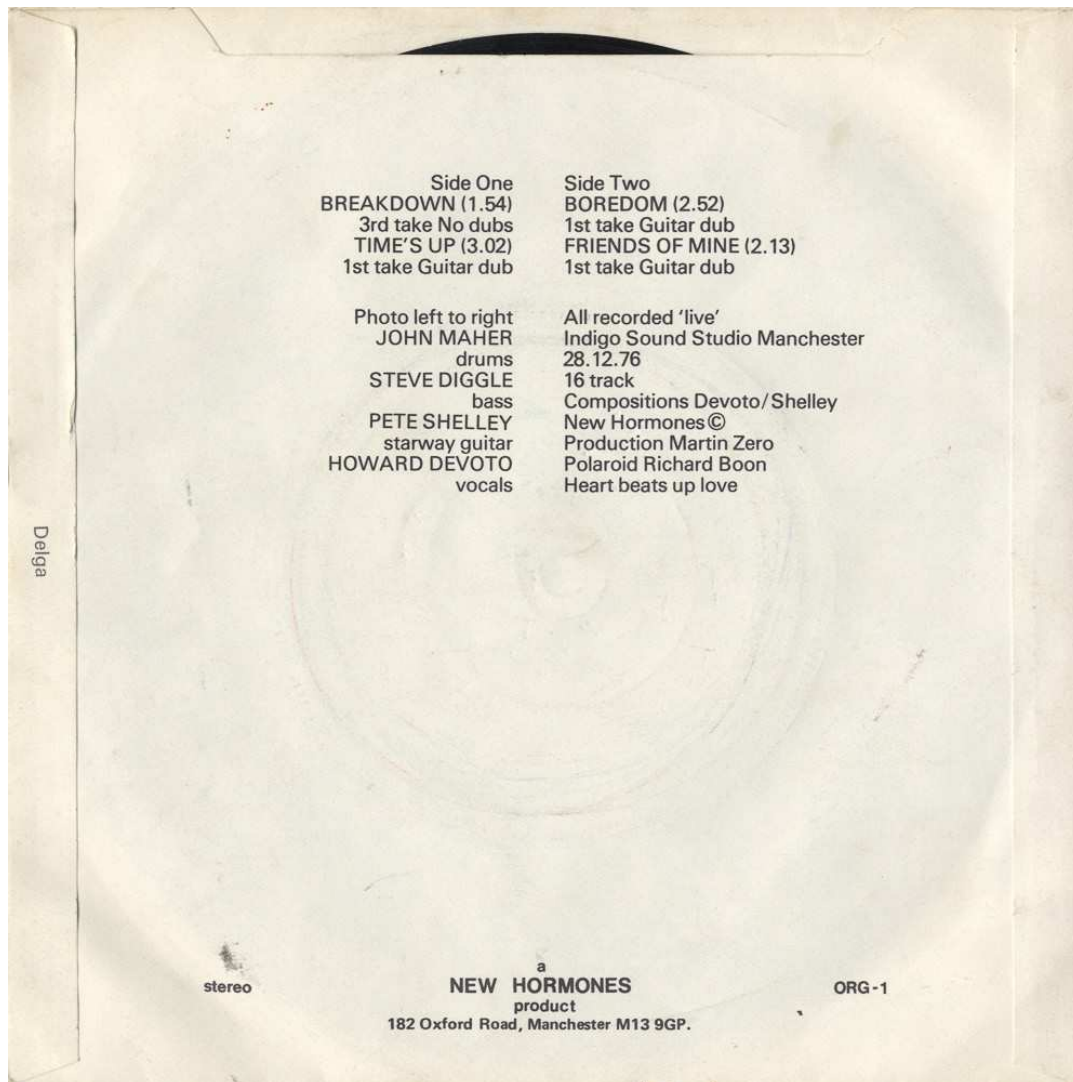 Side One
BREAKDOWN (1.54)
3rd take No dubs
TIME'S UP (3.02)
1st take Guitar dub
Side Two
BOREDOM (2.52)
1st take Guitar dub
FRIENDS OF MINE (2.13)
1st take Guitar dub
Photo left to right
JOHN MAHER
drums
STEVE DIGGLE
bass
PETE SHELLEY
starway guitar
HOWARD DEVOTO
vocals
All recorded 'live'
Indigo Sound Studio Manchester
28.12.76
16 track
Compositions Devoto/Shelley
New Hormones©
Production Martin Zero
Polaroid Richard Boon
Heart beats up love
Delga
stereo
a
NEW HORMONES
product
182 Oxford Road, Manchester M13 9GP.
ORG-1